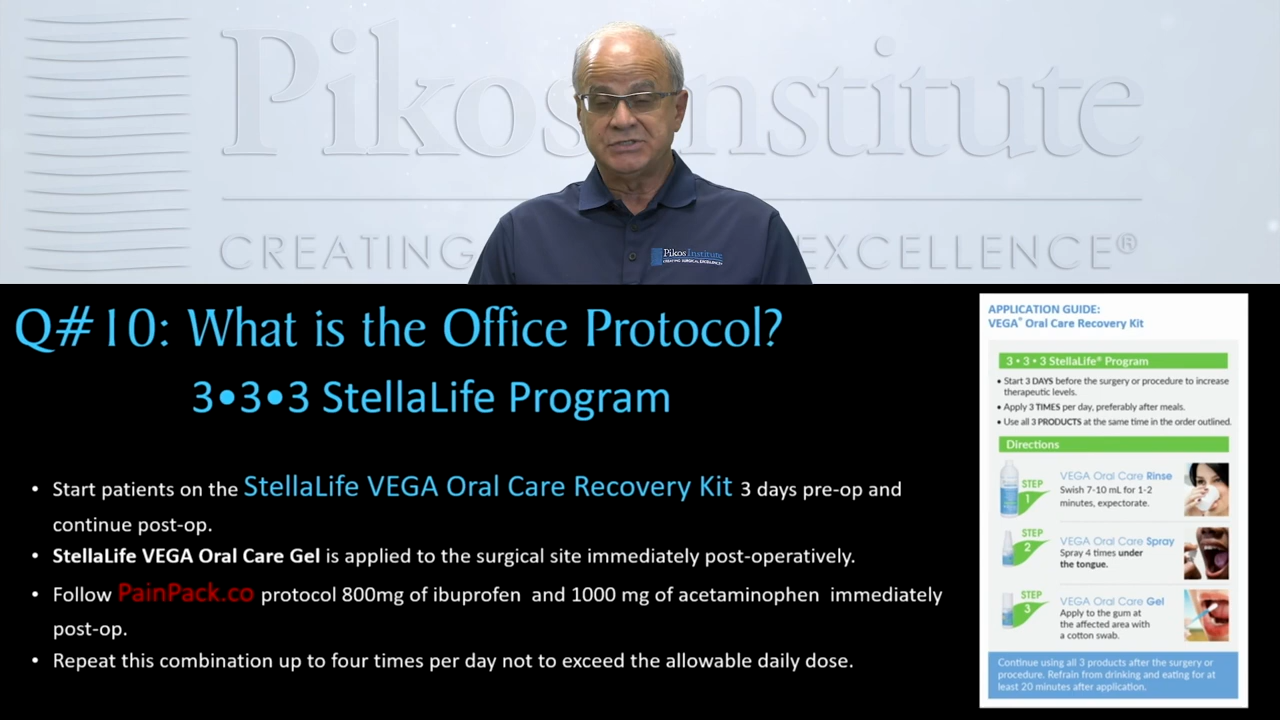 Pikos Institute
CREATING EXCELLENCE®
Pikos Institute
CREATING SURGICAL EXCELLENCE
Q#10: What is the Office Protocol?
3•3•3 StellaLife Program
• Start patients on the StellaLife VEGA Oral Care Recovery Kit 3 days pre-op and
continue post-op.
• StellaLife VEGA Oral Care Gel is applied to the surgical site immediately post-operatively.
• Follow PainPack.co protocol 800mg of ibuprofen and 1000 mg of acetaminophen immediately
post-op.
• Repeat this combination up to four times per day not to exceed the allowable daily dose.
APPLICATION GUIDE:
VEGA® Oral Care Recovery Kit
3 • 3 • 3 StellaLife® Program
• Start 3 DAYS before the surgery or procedure to increase
therapeutic levels.
• Apply 3 TIMES per day, preferably after meals.
• Use all 3 PRODUCTS at the same time in the order outlined.
Directions
STEP
1
VEGA Oral Care Rinse
Swish 7-10 mL for 1-2
minutes, expectorate.
STEP
2
VEGA Oral Care Spray
Spray 4 times under
the tongue.
STEP
3
VEGA Oral Care Gel
Apply to the gum at
the affected area with
a cotton swab.
Continue using all 3 products after the surgery or
procedure. Refrain from drinking and eating for at
least 20 minutes after application.